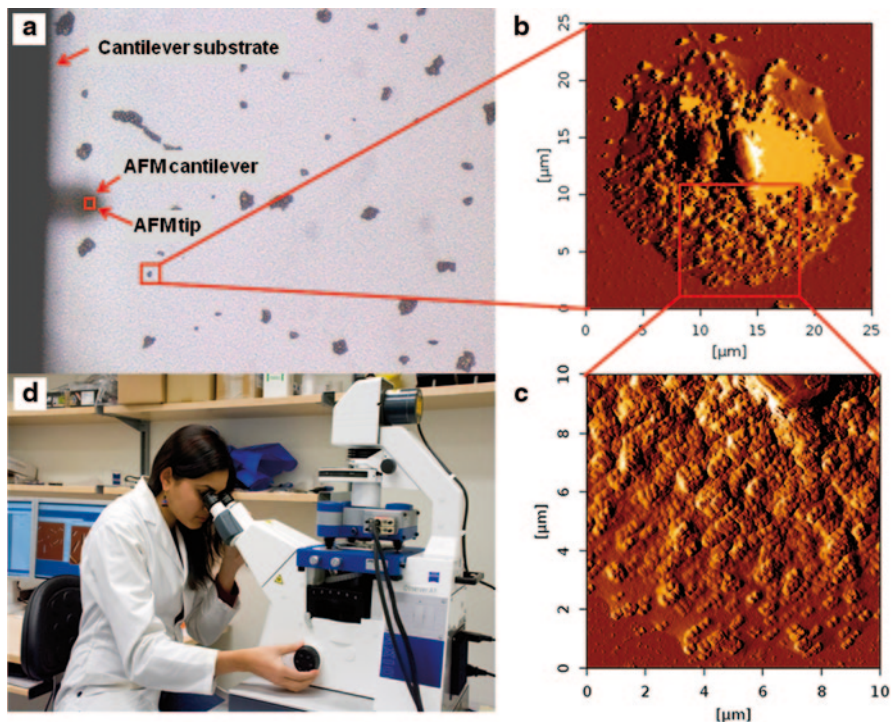 a
Cantilever substrate
AFM cantilever
AFM tip
b
25
20
15
10
5
0
[µm]
0 5 10 15 20 25
[µm]
c
10
8
6
4
2
0
[µm]
0 2 4 6 8 10
[µm]
d
ZEISS